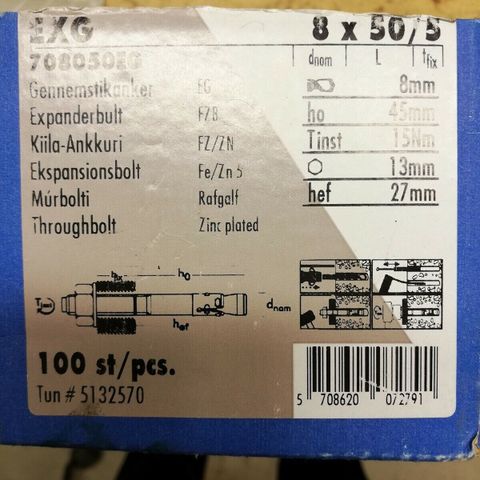 EXG 8 x 50/5
708050EG dnom L tfix
Gennemstikanker EG 8mm
Expanderbult FZB ho 45mm
Kiila-Ankkuri FZ/ZN Tinst 15Nm
Ekspansionsbolt Fe/Zn 5 13mm
Múrbolti Rafgalf hef 27mm
Throughbolt Zinc plated
tfix h0
Tinst dnom
hef
100 st/pcs.
Tun # 5132570
5 708620 072791